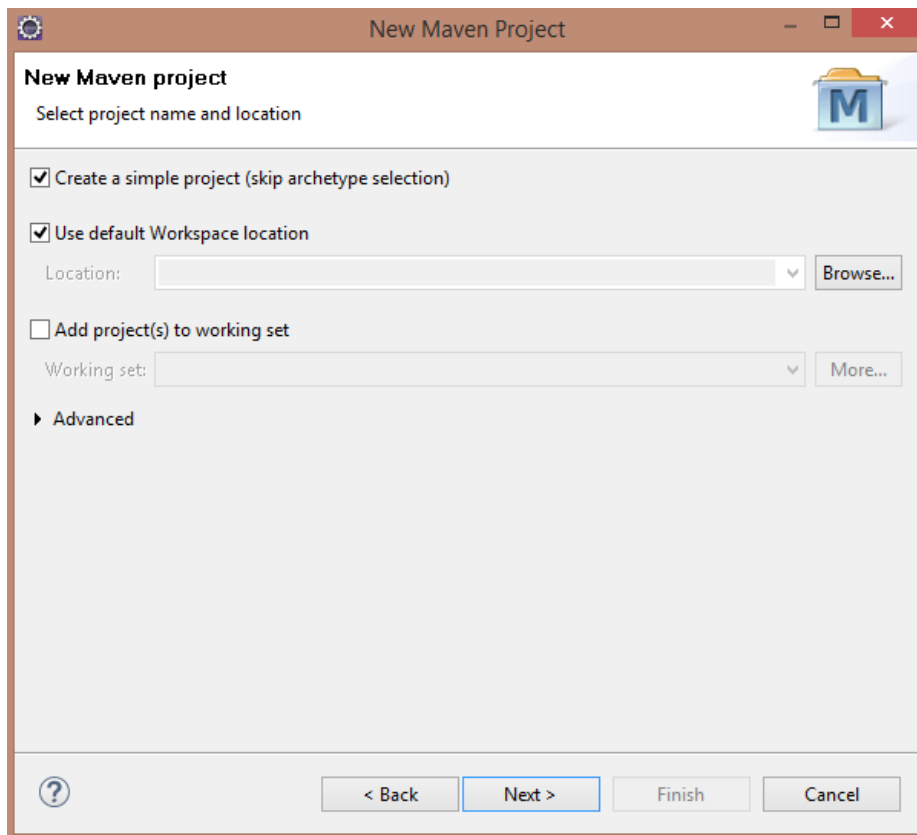 New Maven Project
New Maven project
Select project name and location
M
Create a simple project (skip archetype selection)
Use default Workspace location
Location:
Browse...
Add project(s) to working set
Working set:
More...
Advanced
?
< Back
Next >
Finish
Cancel